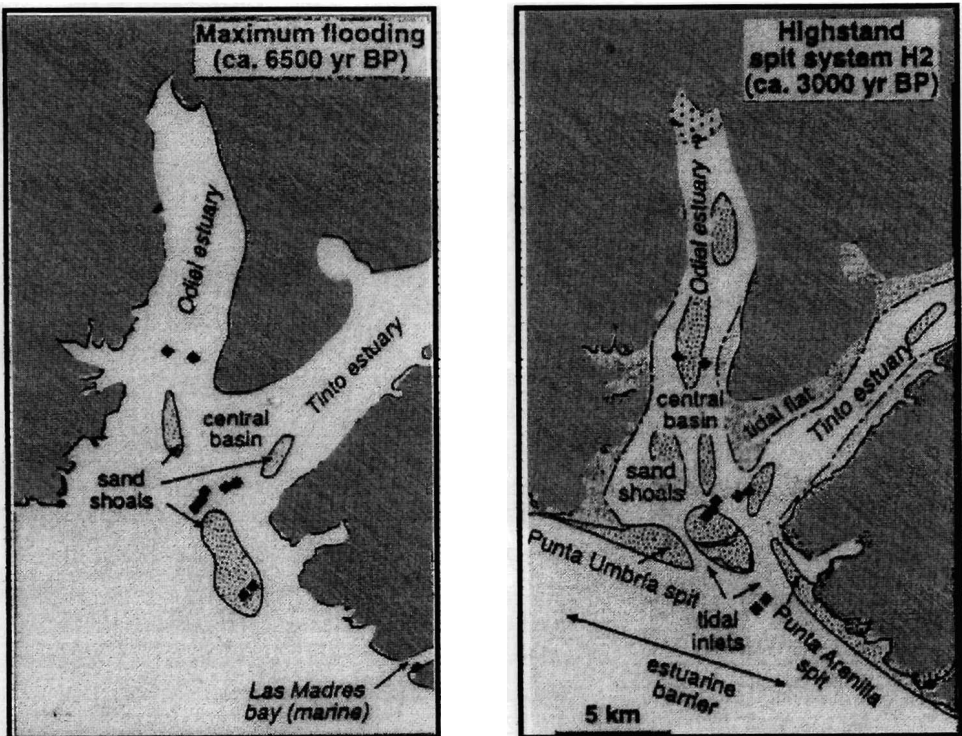 Maximum flooding
(ca. 6500 yr BP)
Odiel estuary
Tinto estuary
central
basin
sand
shoals
Las Madres
bay (marine)
Highstand
spit system H2
(ca. 3000 yr BP)
?
Odiel estuary
central
basin
tidal flat
Tinto estuary
sand
shoals
Punta Umbría spit
tidal
inlets
Punta Arenilla
spit
estuarine
barrier
5 km